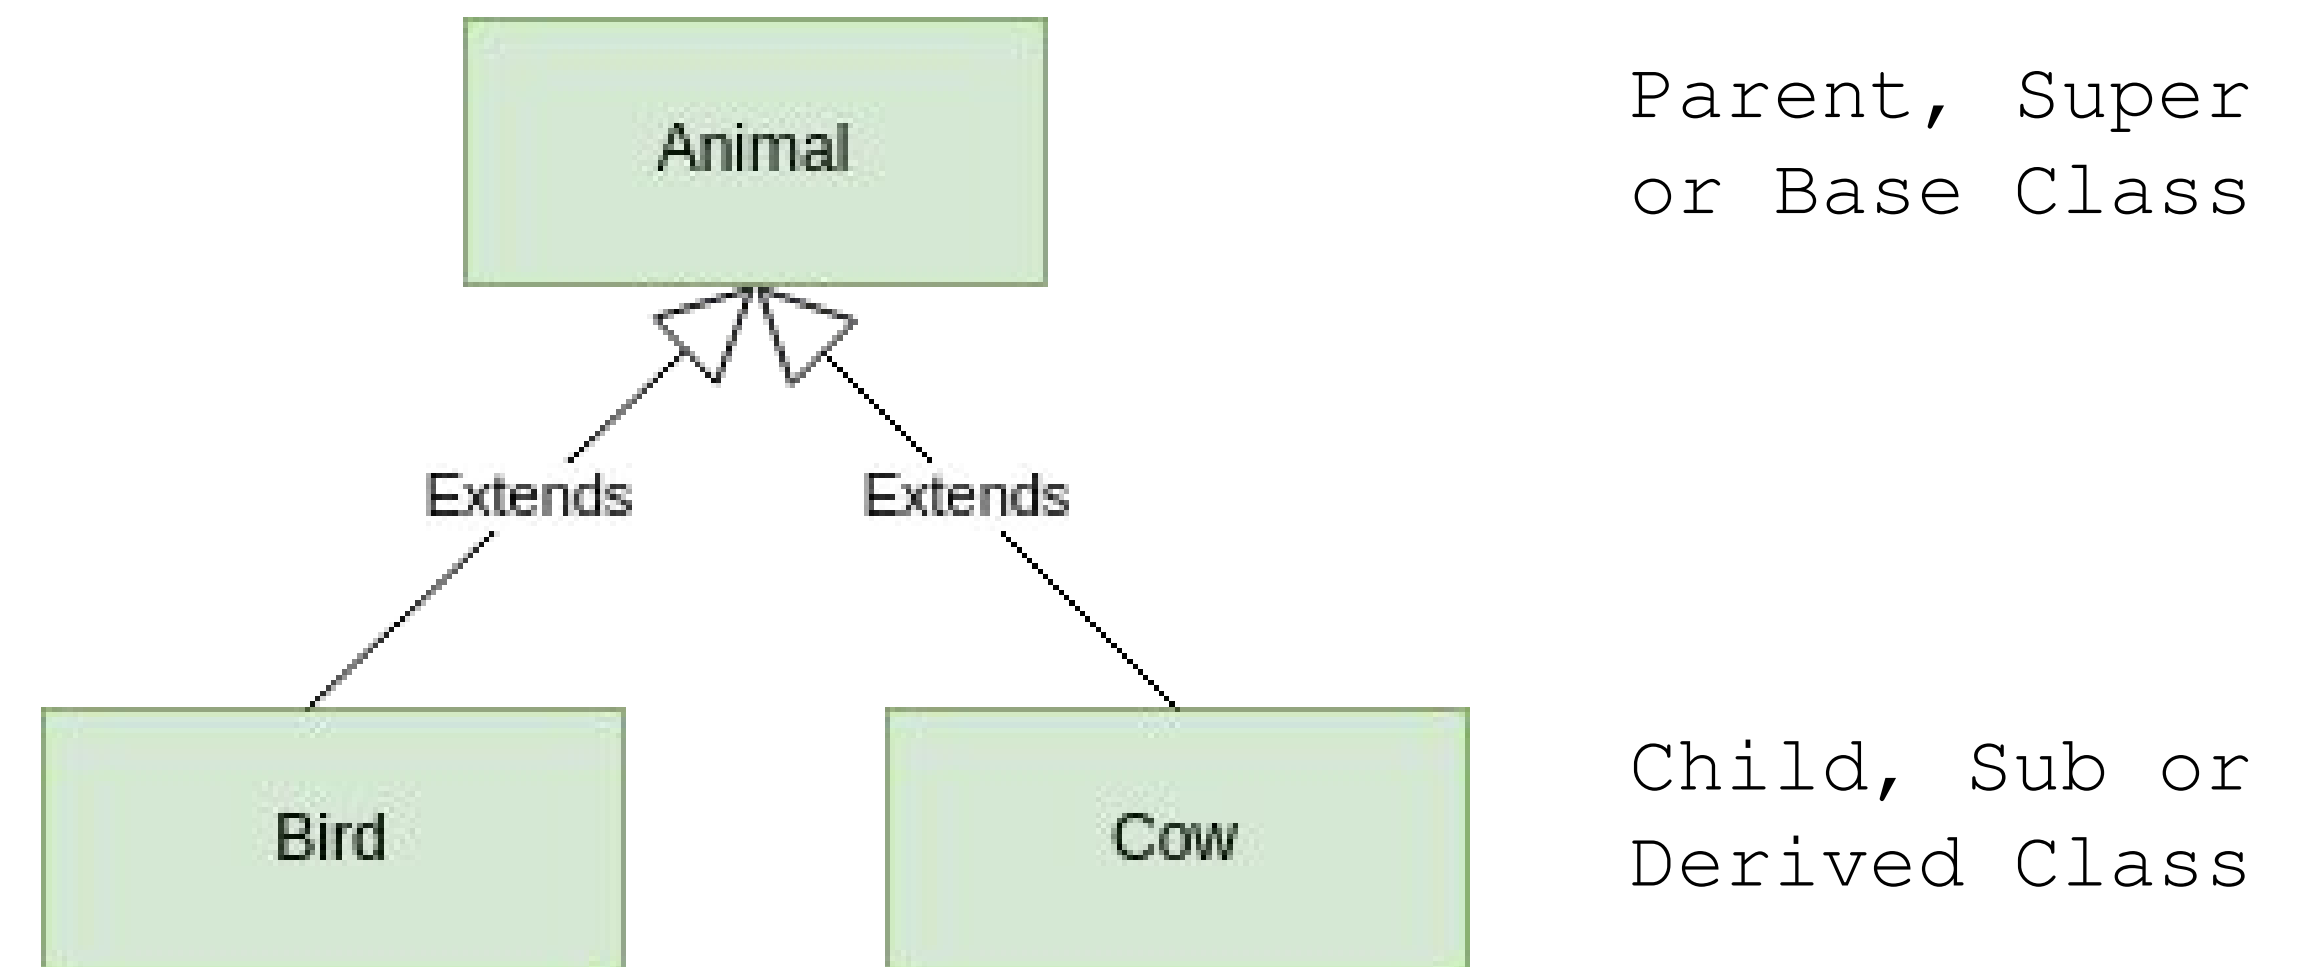 Animal
Parent, Super
or Base Class
Extends
Extends
Bird
Cow
Child, Sub or
Derived Class